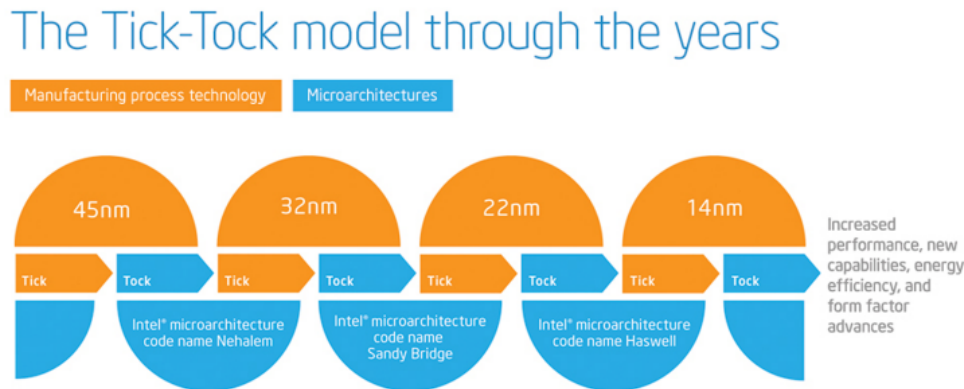 The Tick-Tock model through the years
Manufacturing process technology
Microarchitectures
45nm
32nm
22nm
14nm
Tick
Tock
Tick
Tock
Tick
Tock
Tick
Tock
Intel® microarchitecture
code name Nehalem
Intel® microarchitecture
code name
Sandy Bridge
Intel® microarchitecture
code name Haswell
Increased
performance, new
capabilities, energy
efficiency, and
form factor
advances